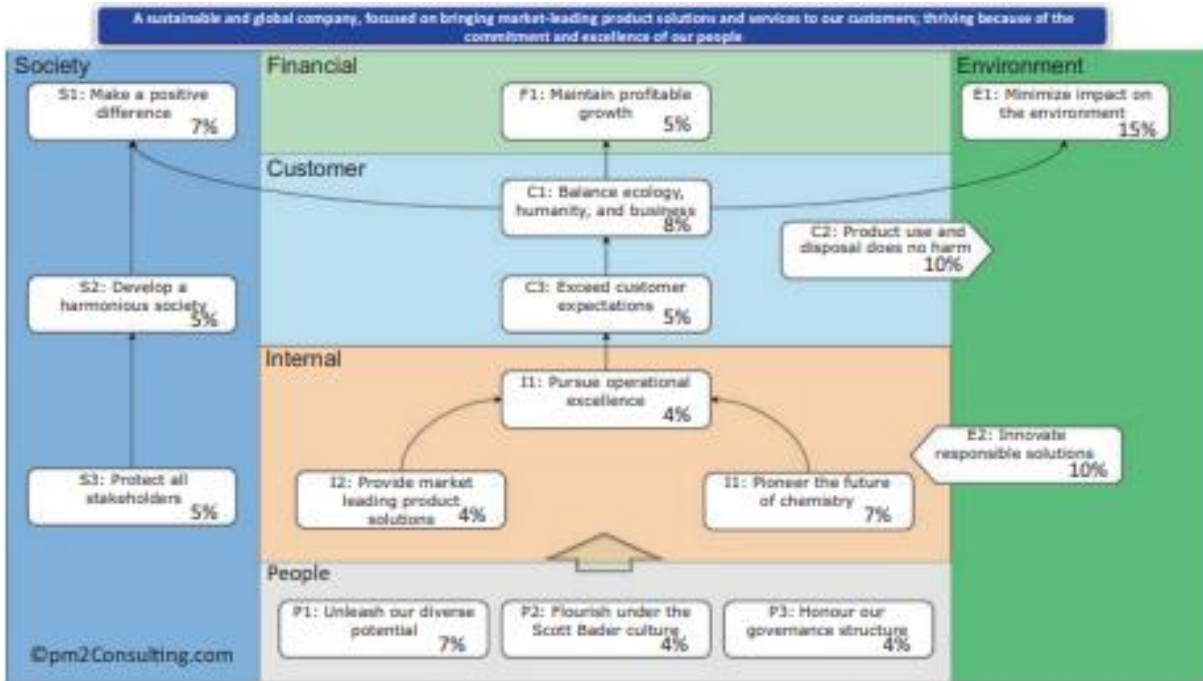 A sustainable and global company, focused on bringing market-leading product solutions and services to our customers; thriving because of the
commitment and excellence of our people
Society
S1: Make a positive
difference
7%
S2: Develop a
harmonious society
5%
S3: Protect all
stakeholders
5%
©pm2Consulting.com
Financial
F1: Maintain profitable
growth
5%
Customer
C1: Balance ecology,
humanity, and business
8%
C2: Product use and
disposal does no harm
10%
C3: Exceed customer
expectations
5%
Internal
I1: Pursue operational
excellence
4%
I2: Provide market
leading product
solutions 4%
I1: Pioneer the future
of chemistry
7%
People
P1: Unleash our diverse
potential
7%
P2: Flourish under the
Scott Bader culture
4%
P3: Honour our
governance structure
4%
Environment
E1: Minimize impact on
the environment
15%
E2: Innovate
responsible solutions
10%